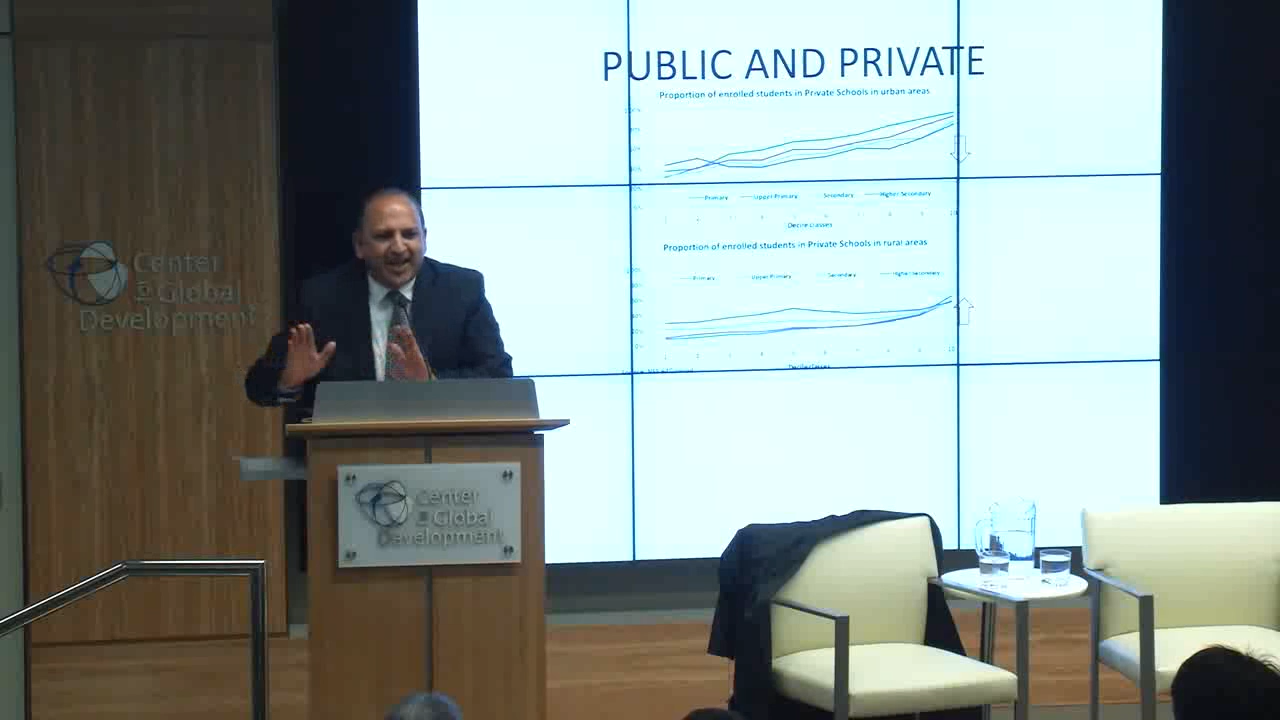 PUBLIC AND PRIVATE
Proportion of enrolled students in Private Schools in urban areas
Primary Upper Primary Secondary Higher Secondary
Decile classes
Proportion of enrolled students in Private Schools in rural areas
Primary Upper Primary Secondary Higher Secondary
Decile classes
Center
Global
Development
Center
Global
Development